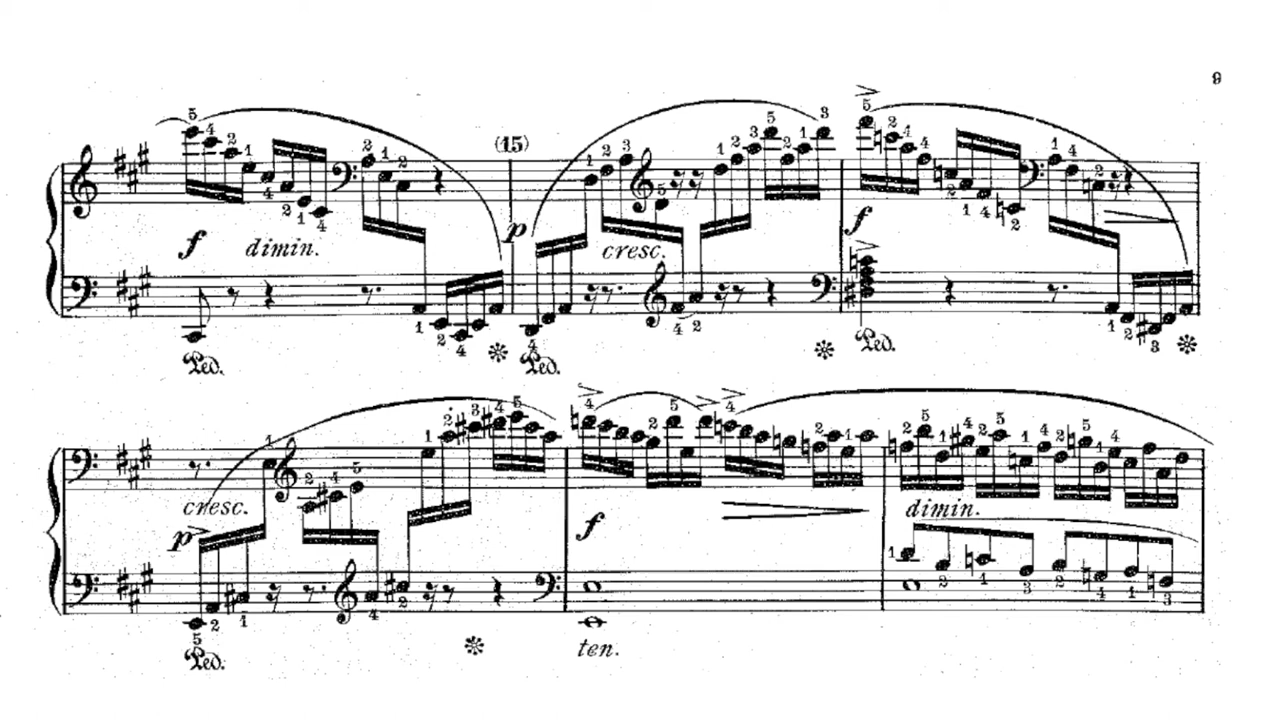 9
(15)
f dimin. p cresc. f
Ped. Ped. Ped.
cresc. dimin.
p f
Ped. ten.